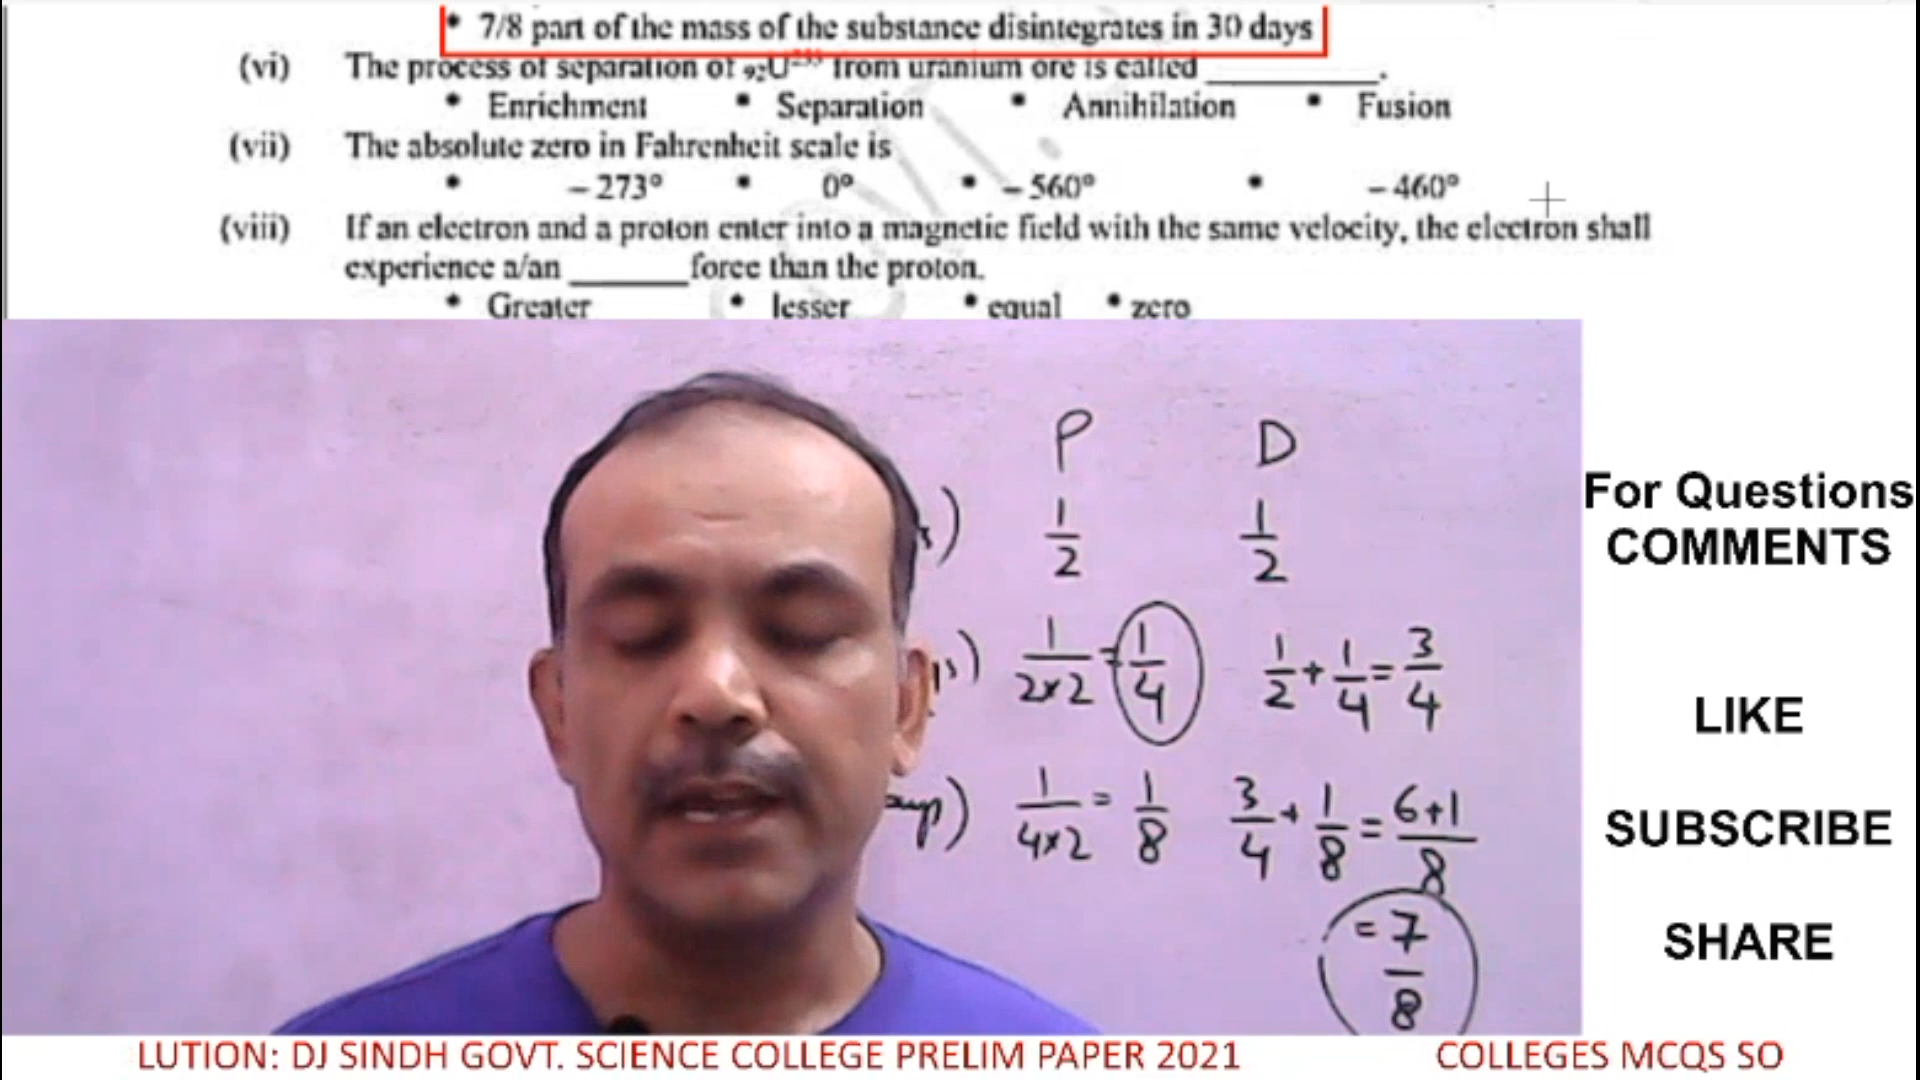 • 7/8 part of the mass of the substance disintegrates in 30 days
(vi) The process of separation of ₉₂U²³⁵ from uranium ore is called __________.
• Enrichment • Separation • Annihilation • Fusion
(vii) The absolute zero in Fahrenheit scale is
• – 273° • 0° • – 560° • – 460°
(viii) If an electron and a proton enter into a magnetic field with the same velocity, the electron shall
experience a/an _______ force than the proton.
• Greater • lesser • equal • zero
P D
1/2 1/2
1/2×2 = 1/4 1/2 + 1/4 = 3/4
1/4×2 = 1/8 3/4 + 1/8 = 6+1/8
= 7/8
For Questions
COMMENTS
LIKE
SUBSCRIBE
SHARE
LUTION: DJ SINDH GOVT. SCIENCE COLLEGE PRELIM PAPER 2021 COLLEGES MCQS SO